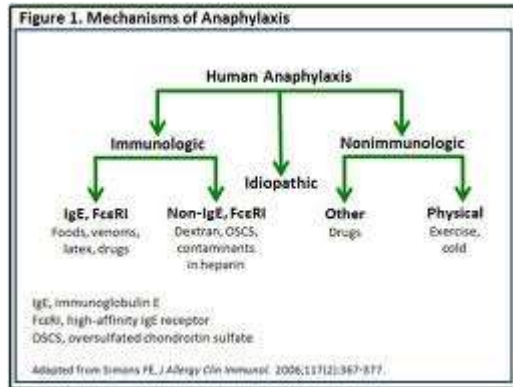 Figure 1. Mechanisms of Anaphylaxis
Human Anaphylaxis
Immunologic
Nonimmunologic
Idiopathic
IgE, FcεRI
Foods, venoms,
latex, drugs
Non-IgE, FcεRI
Dextran, OSCS,
contaminants
in heparin
Other
Drugs
Physical
Exercise,
cold
IgE, immunoglobulin E
FcεRI, high-affinity IgE receptor
OSCS, oversulfated chondroitin sulfate
Adapted from Simons FE, J Allergy Clin Immunol. 2006;117(2):367-377.